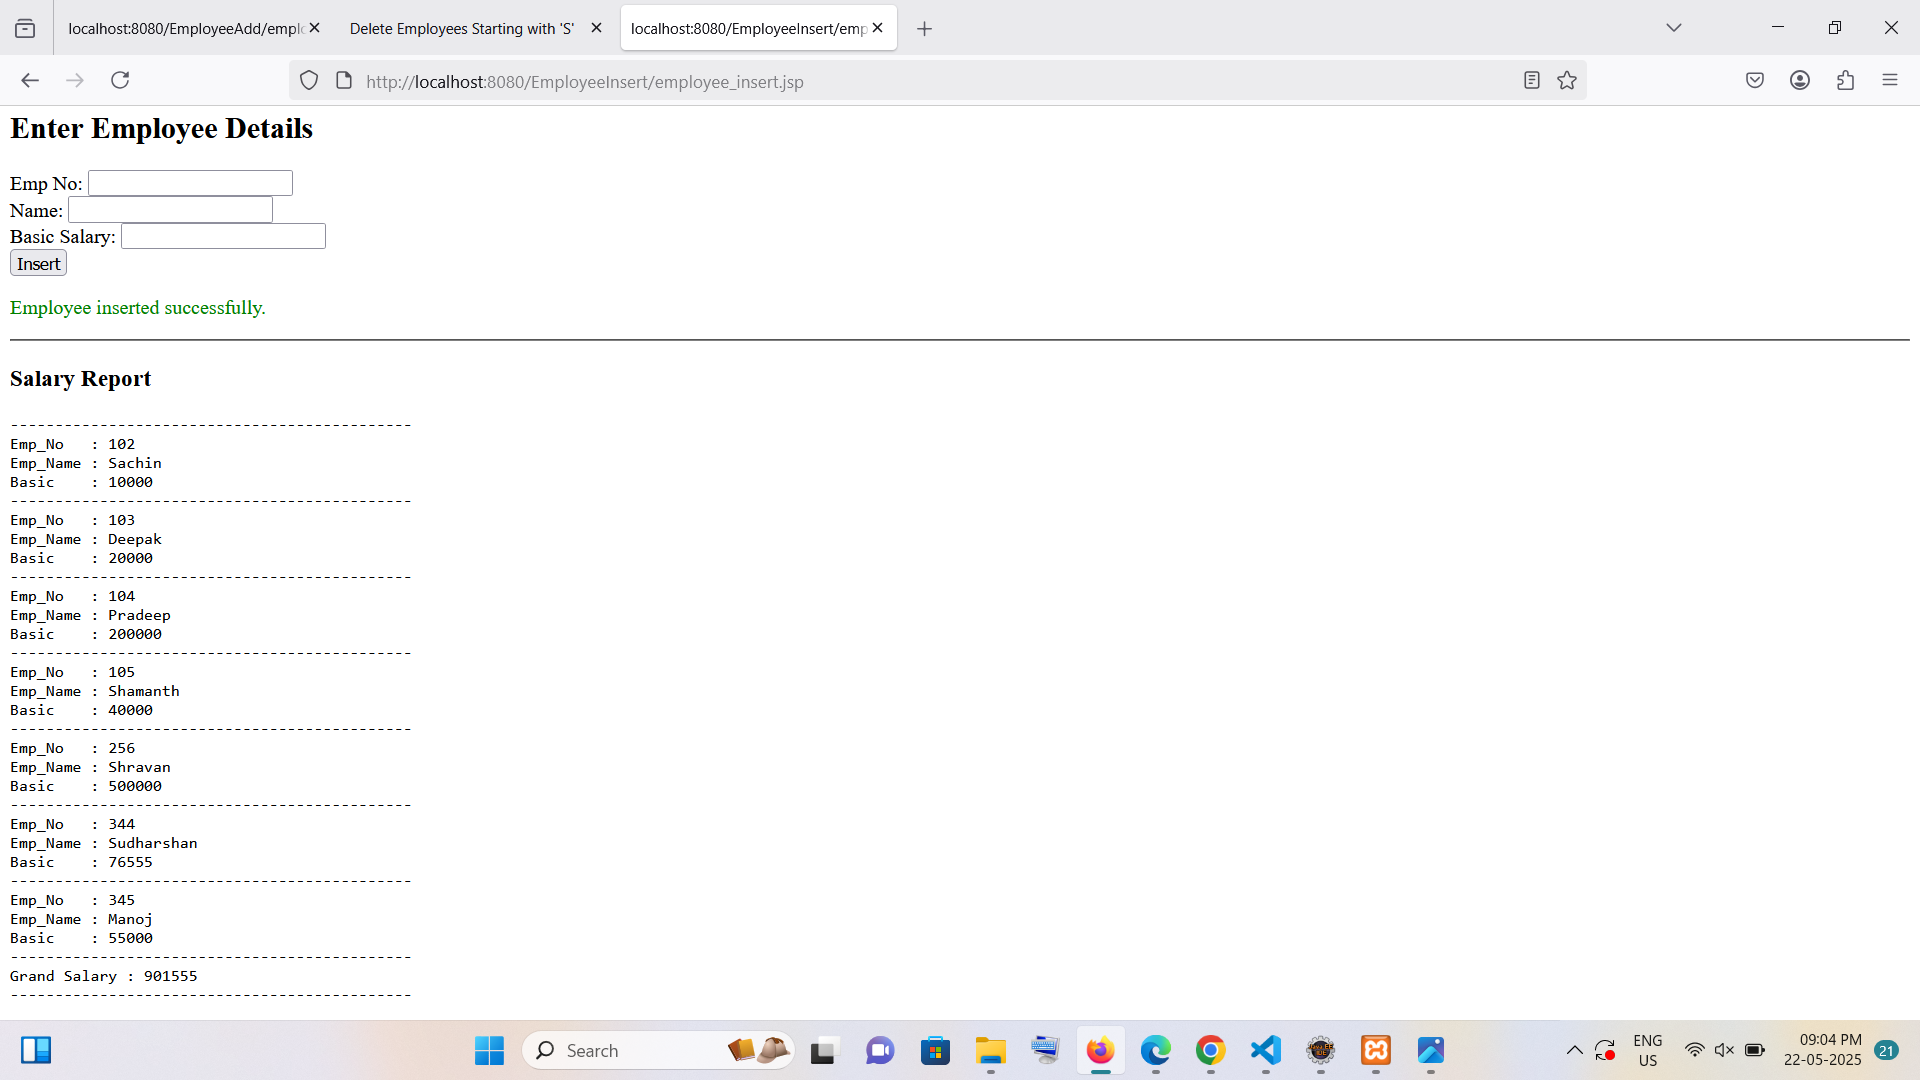 localhost:8080/EmployeeAdd/emplo
Delete Employees Starting with 'S'
localhost:8080/EmployeeInsert/emp
http://localhost:8080/EmployeeInsert/employee_insert.jsp
Enter Employee Details
Emp No:
Name:
Basic Salary:
Insert
Employee inserted successfully.
Salary Report
---------------------------------------------
Emp_No   : 102
Emp_Name : Sachin
Basic    : 10000
---------------------------------------------
Emp_No   : 103
Emp_Name : Deepak
Basic    : 20000
---------------------------------------------
Emp_No   : 104
Emp_Name : Pradeep
Basic    : 200000
---------------------------------------------
Emp_No   : 105
Emp_Name : Shamanth
Basic    : 40000
---------------------------------------------
Emp_No   : 256
Emp_Name : Shravan
Basic    : 500000
---------------------------------------------
Emp_No   : 344
Emp_Name : Sudharshan
Basic    : 76555
---------------------------------------------
Emp_No   : 345
Emp_Name : Manoj
Basic    : 55000
---------------------------------------------
Grand Salary : 901555
---------------------------------------------
Search
ENG
US
09:04 PM
22-05-2025
21